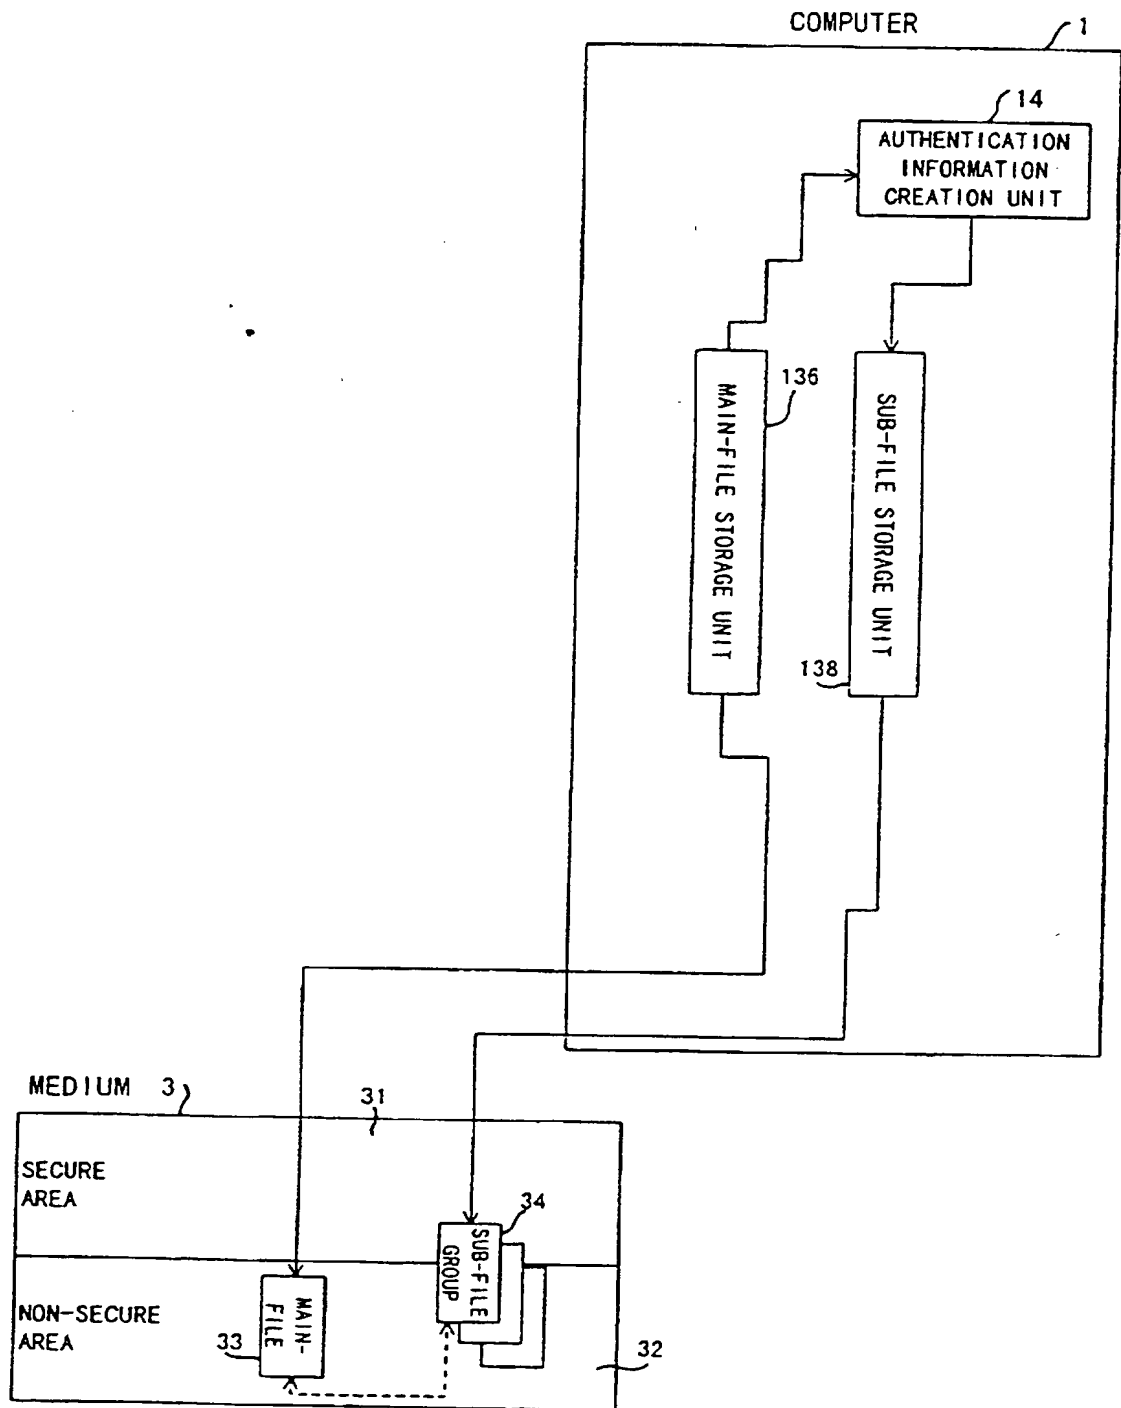 COMPUTER
1
14
AUTHENTICATION
INFORMATION
CREATION UNIT
136
MAIN-FILE STORAGE UNIT
SUB-FILE STORAGE UNIT
138
MEDIUM 3
31
SECURE
AREA
34
SUB-FILE
GROUP
NON-SECURE
AREA
MAIN-
FILE
33
32